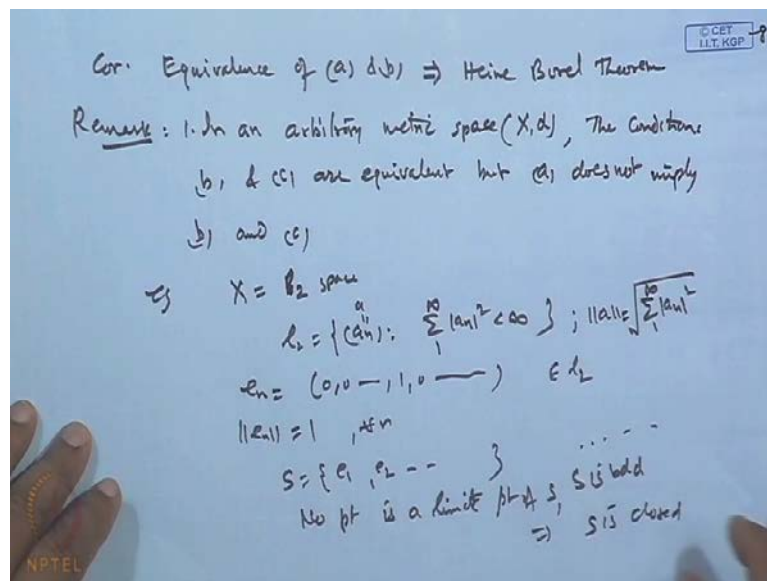 © CET
I.I.T. KGP
Cor. Equivalence of (a) & (b) ⇒ Heine Borel Theorem
Remark : 1. In an arbitrary metric space (X, d), The Conditions
(b) & (c) are equivalent but (a) does not imply
(b) and (c)
eg X = ℓ₂ space
ℓ₂ = { (aₙ) : ∑₁^∞ |aₙ|² < ∞ } ; ||a|| = √∑₁^∞ |aₙ|²
a
eₙ = (0, 0 —, 1, 0 ——) ∈ ℓ₂
||eₙ|| = 1 , ∀ n
S = { e₁ , e₂ -- }
No pt is a limit pt of S, S is bdd
⇒ S is closed
NPTEL